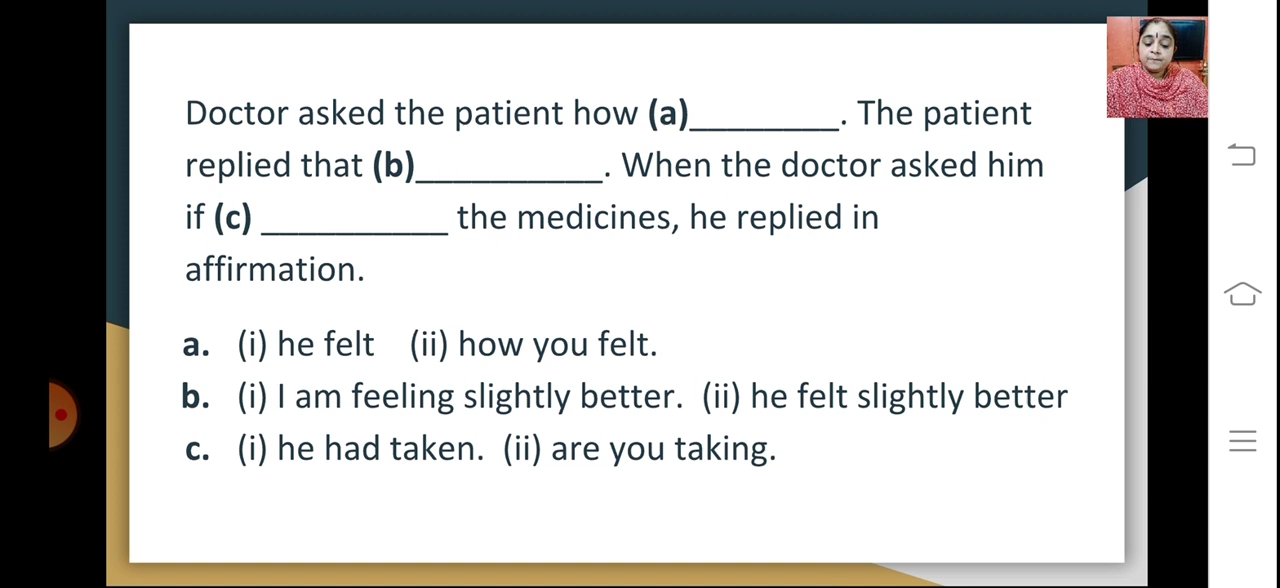 Doctor asked the patient how (a)________. The patient
replied that (b)__________. When the doctor asked him
if (c) __________ the medicines, he replied in
affirmation.
a. (i) he felt (ii) how you felt.
b. (i) I am feeling slightly better. (ii) he felt slightly better
c. (i) he had taken. (ii) are you taking.